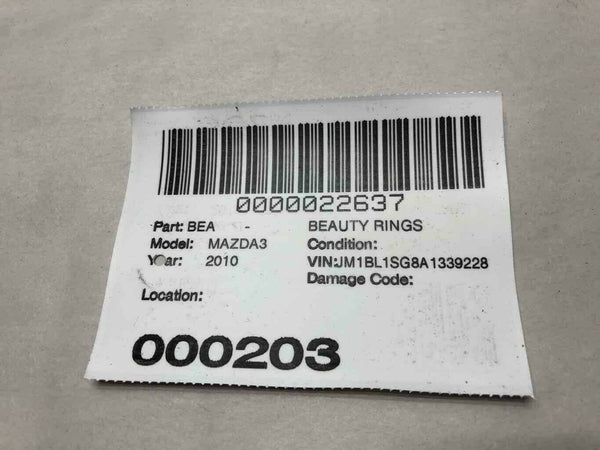 0000022637
Part: BEA - BEAUTY RINGS
Model: MAZDA3 Condition:
Year: 2010 VIN:JM1BL1SG8A1339228
Damage Code:
Location:
000203